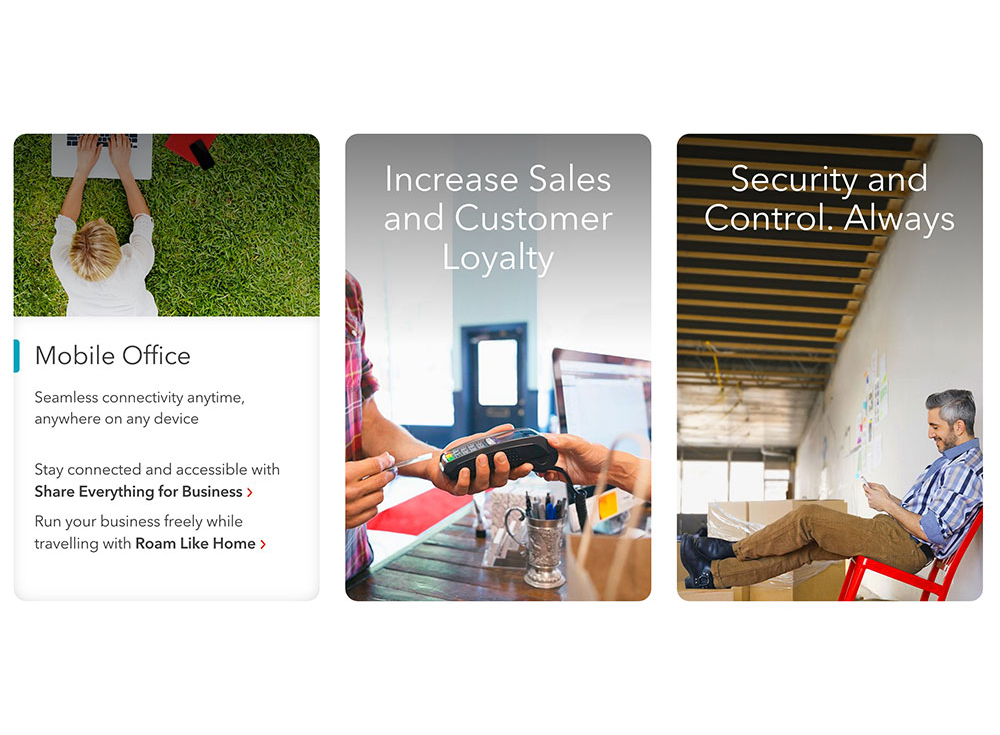 Mobile Office
Seamless connectivity anytime,
anywhere on any device
Stay connected and accessible with
Share Everything for Business >
Run your business freely while
travelling with Roam Like Home >
Increase Sales
and Customer
Loyalty
Security and
Control. Always